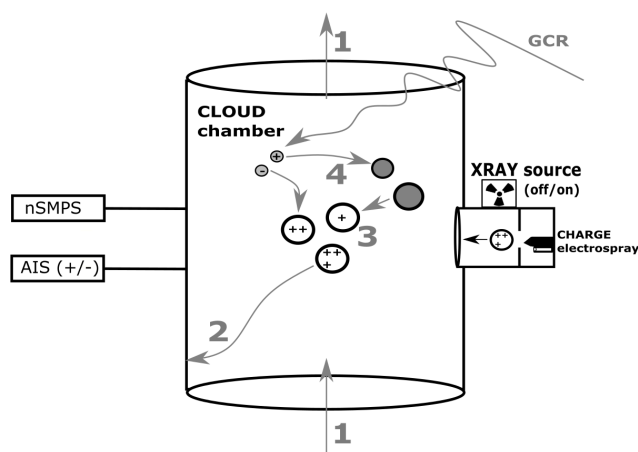 1
GCR
CLOUD
chamber
+
-
4
XRAY source
(off/on)
nSMPS
++
+
3
++
+
CHARGE
electrospray
AIS (+/-)
++
+
2
1